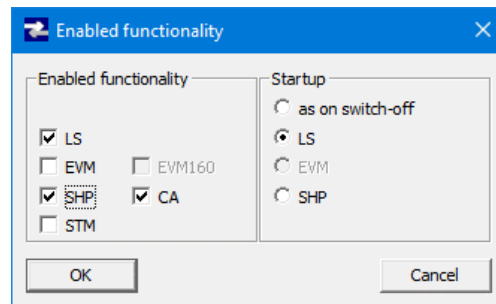 Enabled functionality
Enabled functionality
LS
EVM EVM160
SHP CA
STM
Startup
as on switch-off
LS
EVM
SHP
OK
Cancel